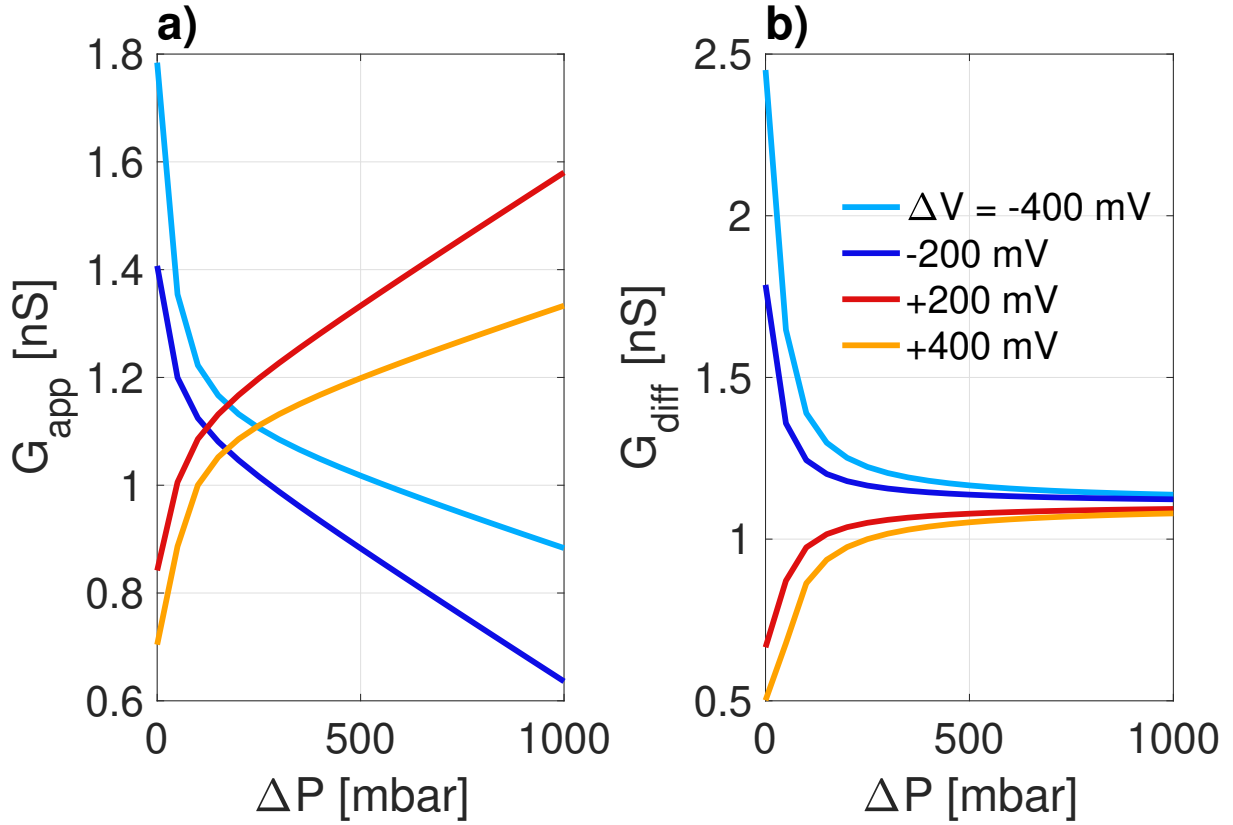 a)
1.8
1.6
1.4
1.2
1
0.8
0.6
G_app [nS]
0
500
1000
ΔP [mbar]
b)
2.5
2
1.5
1
0.5
G_diff [nS]
ΔV = -400 mV
-200 mV
+200 mV
+400 mV
0
500
1000
ΔP [mbar]